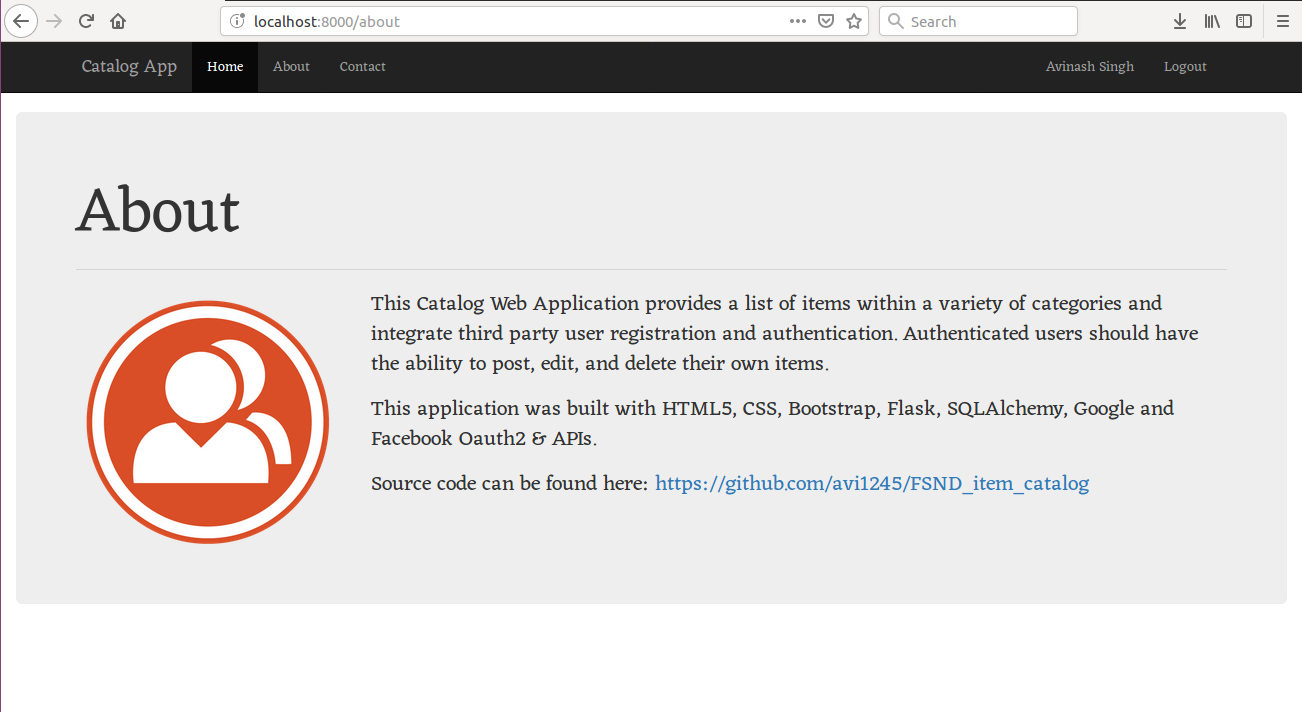 localhost:8000/about
Search
Catalog App Home About Contact Avinash Singh Logout
About
This Catalog Web Application provides a list of items within a variety of categories and
integrate third party user registration and authentication. Authenticated users should have
the ability to post, edit, and delete their own items.
This application was built with HTML5, CSS, Bootstrap, Flask, SQLAlchemy, Google and
Facebook Oauth2 & APIs.
Source code can be found here: https://github.com/avi1245/FSND_item_catalog